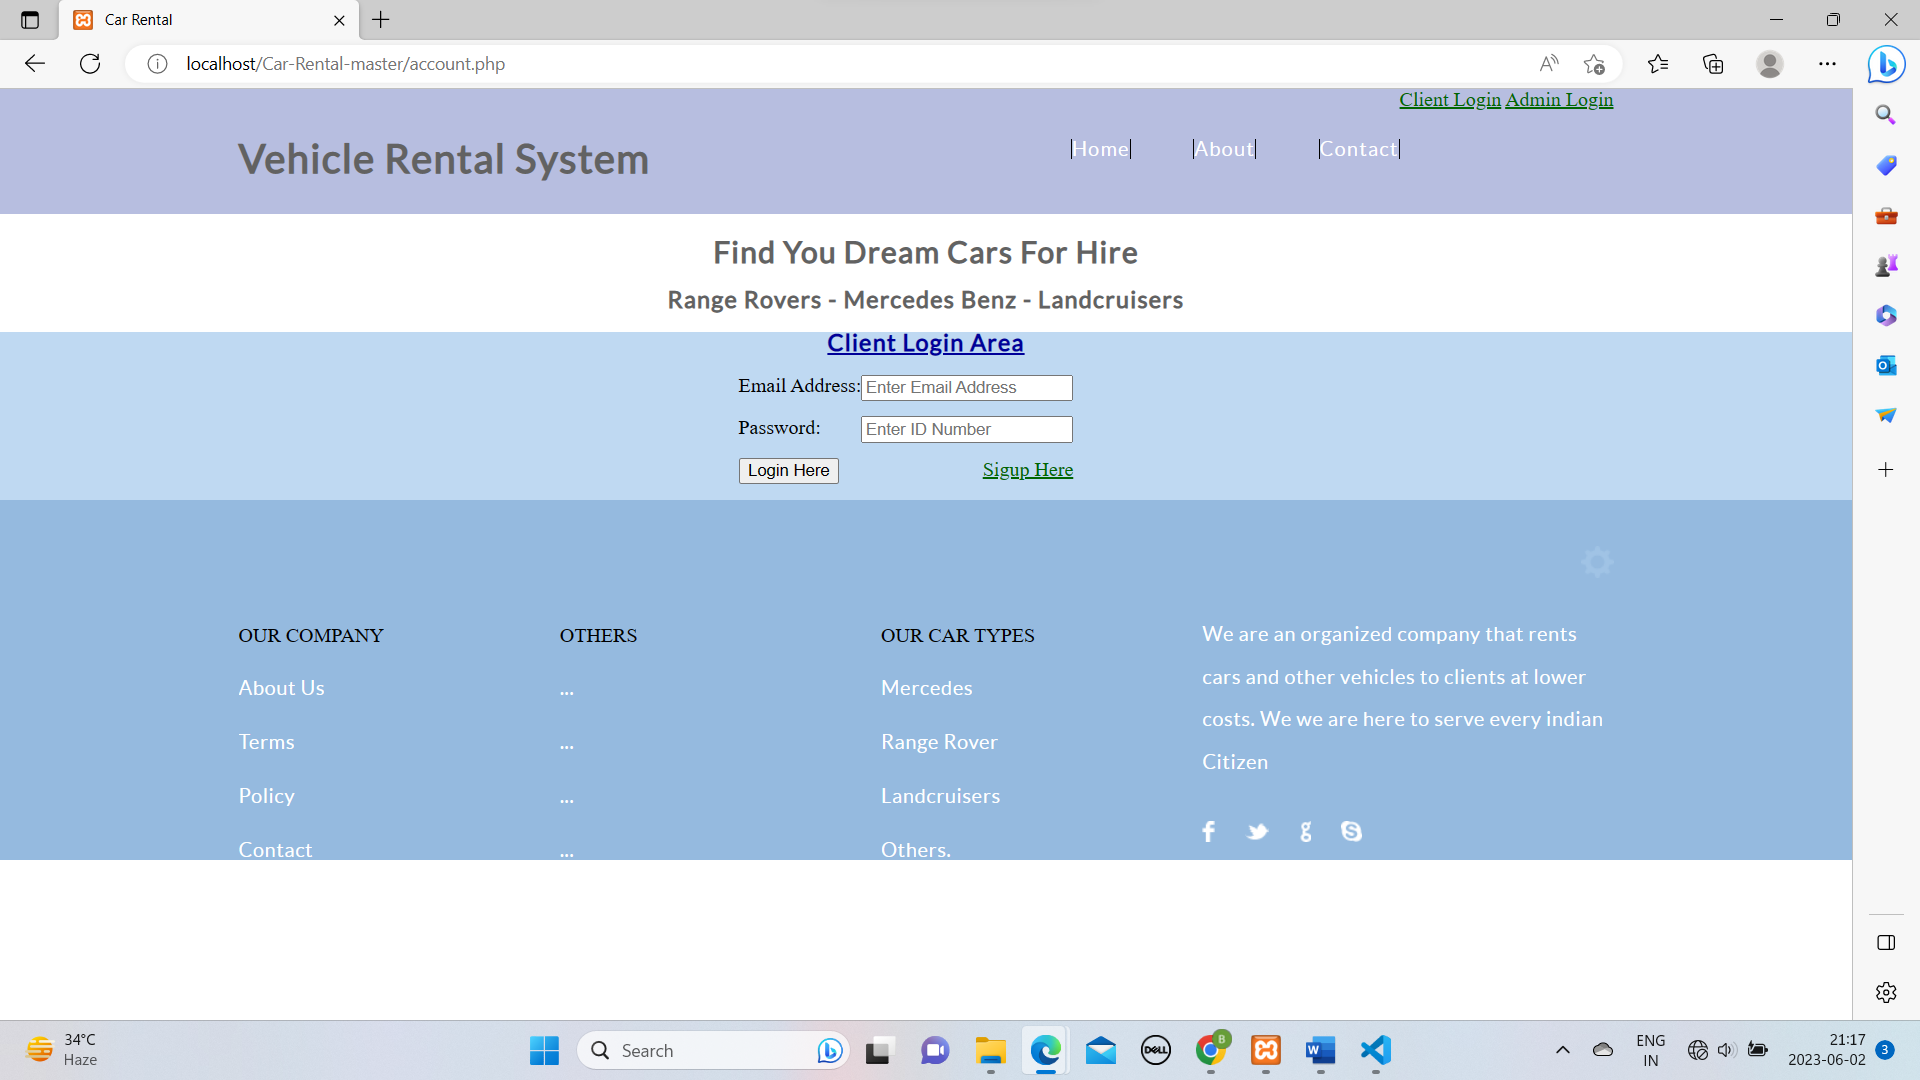 Car Rental
localhost/Car-Rental-master/account.php
Client Login Admin Login
Vehicle Rental System
Home About Contact
Find You Dream Cars For Hire
Range Rovers - Mercedes Benz - Landcruisers
Client Login Area
Email Address: Enter Email Address
Password: Enter ID Number
Login Here Sigup Here
OUR COMPANY
About Us
Terms
Policy
Contact
OTHERS
...
...
...
...
OUR CAR TYPES
Mercedes
Range Rover
Landcruisers
Others.
We are an organized company that rents
cars and other vehicles to clients at lower
costs. We we are here to serve every indian
Citizen
34°C
Haze
Search
DELL
B
W
ENG
IN
21:17
2023-06-02
3